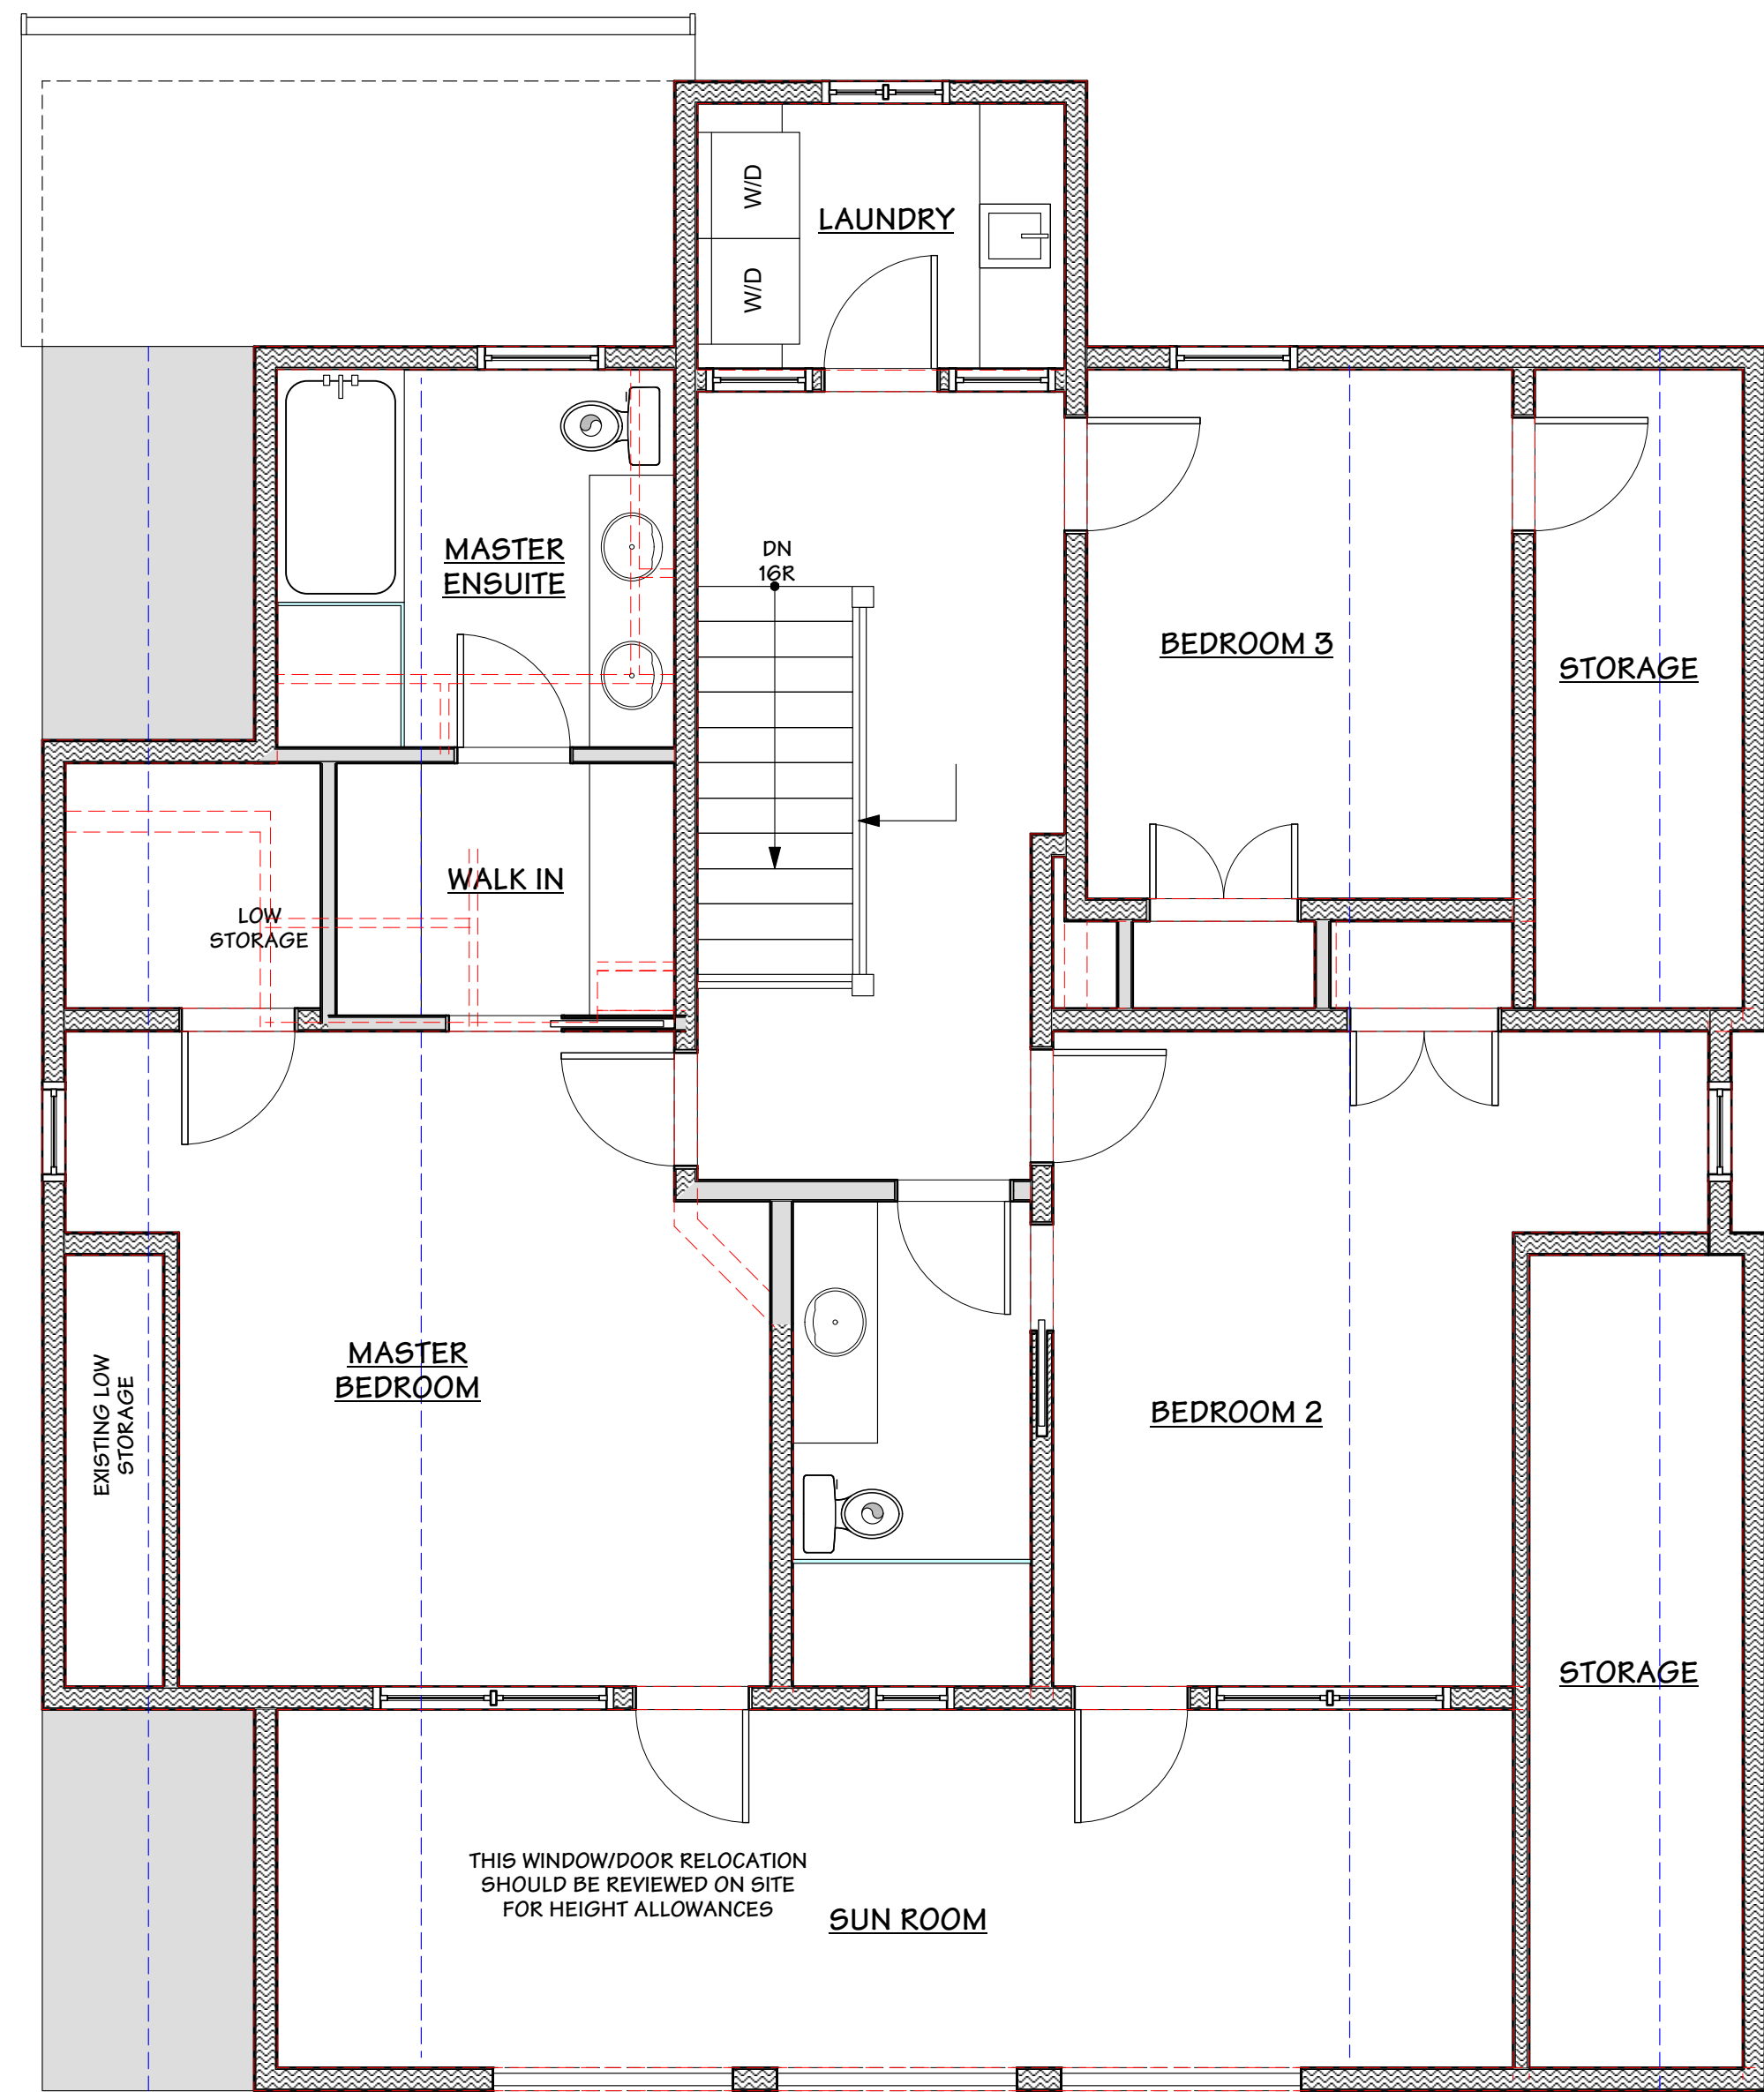 W/D
LAUNDRY
W/D
DN
16R
MASTER
ENSUITE
BEDROOM 3
STORAGE
WALK IN
LOW
STORAGE
MASTER
BEDROOM
EXISTING LOW
STORAGE
BEDROOM 2
STORAGE
THIS WINDOW/DOOR RELOCATION
SHOULD BE REVIEWED ON SITE
FOR HEIGHT ALLOWANCES
SUN ROOM